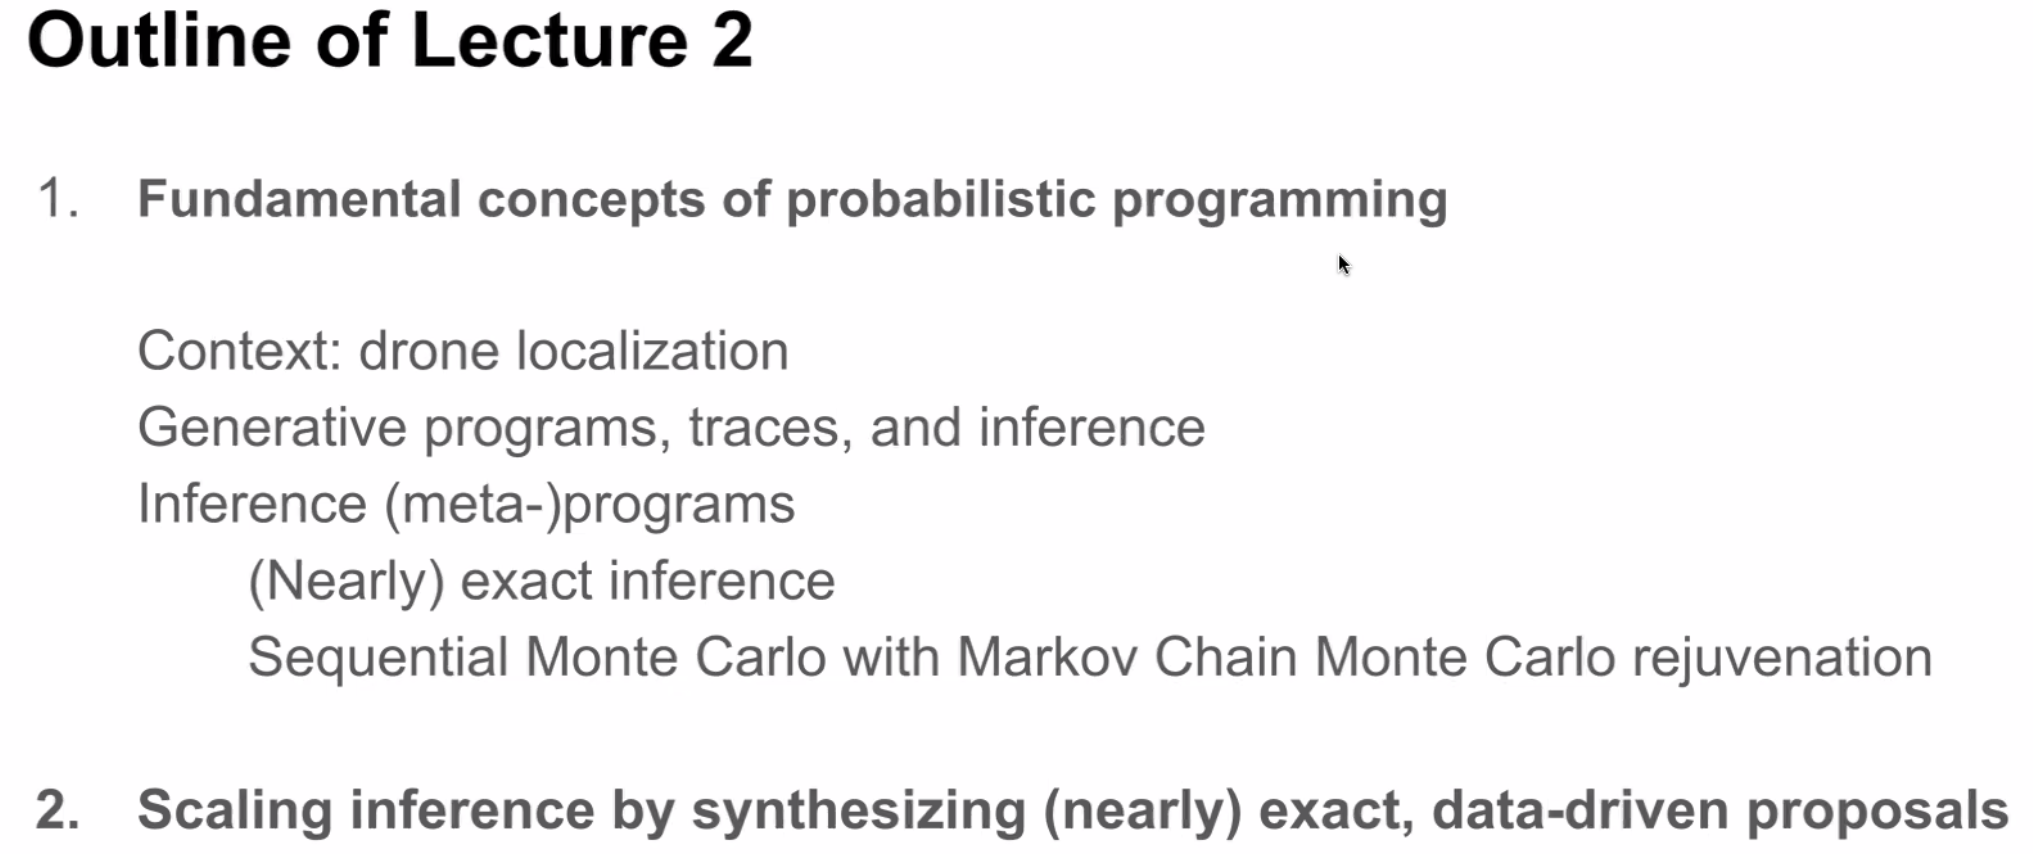 Outline of Lecture 2
1. Fundamental concepts of probabilistic programming
Context: drone localization
Generative programs, traces, and inference
Inference (meta-)programs
(Nearly) exact inference
Sequential Monte Carlo with Markov Chain Monte Carlo rejuvenation
2. Scaling inference by synthesizing (nearly) exact, data-driven proposals